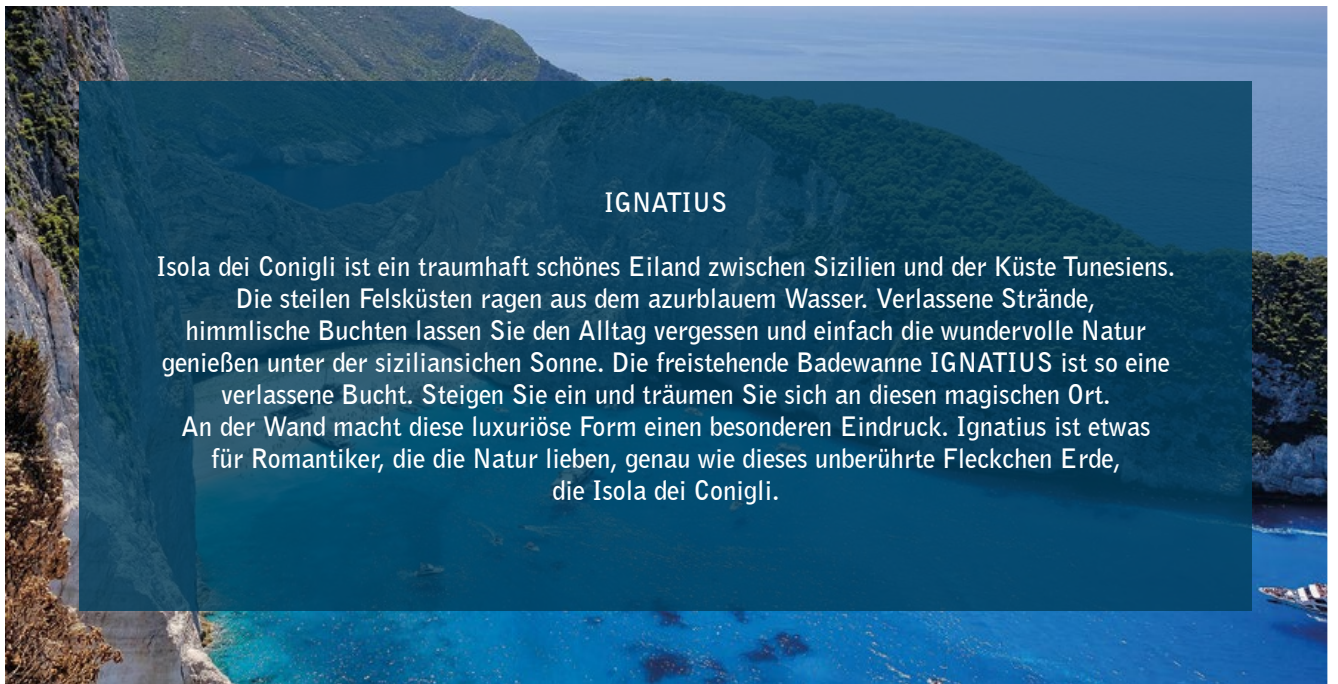 IGNATIUS
Isola dei Conigli ist ein traumhaft schönes Eiland zwischen Sizilien und der Küste Tunesiens.
Die steilen Felsküsten ragen aus dem azurblauem Wasser. Verlassene Strände,
himmlische Buchten lassen Sie den Alltag vergessen und einfach die wundervolle Natur
genießen unter der siziliansichen Sonne. Die freistehende Badewanne IGNATIUS ist so eine
verlassene Bucht. Steigen Sie ein und träumen Sie sich an diesen magischen Ort.
An der Wand macht diese luxuriöse Form einen besonderen Eindruck. Ignatius ist etwas
für Romantiker, die die Natur lieben, genau wie dieses unberührte Fleckchen Erde,
die Isola dei Conigli.